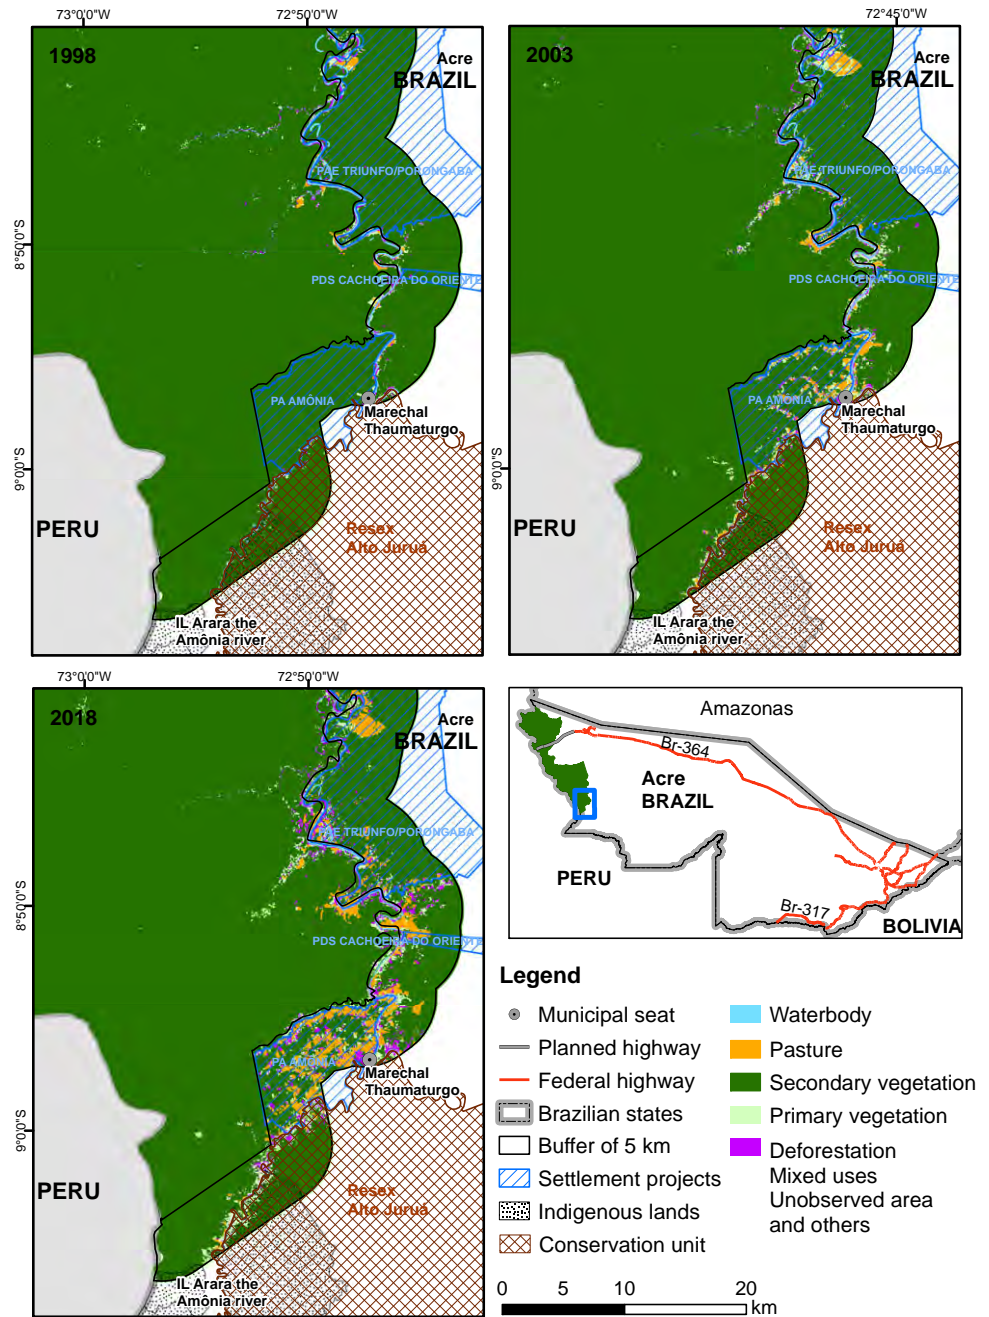 73°0'0"W
72°50'0"W
72°45'0"W
1998
Acre
BRAZIL
PAE TRIUNFO/PORONGABA
8°50'0"S
PDS CACHOEIRA DO ORIENTE
PA AMÔNIA
Marechal
Thaumaturgo
9°0'0"S
PERU
Resex
Alto Juruá
IL Arara the
Amônia river
2003
Acre
BRAZIL
PAE TRIUNFO/PORONGABA
PDS CACHOEIRA DO ORIENTE
PA AMÔNIA
Marechal
Thaumaturgo
9°0'0"S
PERU
Resex
Alto Juruá
IL Arara the
Amônia river
73°0'0"W
72°50'0"W
2018
Acre
BRAZIL
PAE TRIUNFO/PORONGABA
8°50'0"S
PDS CACHOEIRA DO ORIENTE
PA AMÔNIA
Marechal
Thaumaturgo
9°0'0"S
PERU
Resex
Alto Juruá
IL Arara the
Amônia river
Amazonas
Br-364
Acre
BRAZIL
PERU
Br-317
BOLIVIA
Legend
Municipal seat
Planned highway
Federal highway
Brazilian states
Buffer of 5 km
Settlement projects
Indigenous lands
Conservation unit
Waterbody
Pasture
Secondary vegetation
Primary vegetation
Deforestation
Mixed uses
Unobserved area
and others
0 5 10 20
km